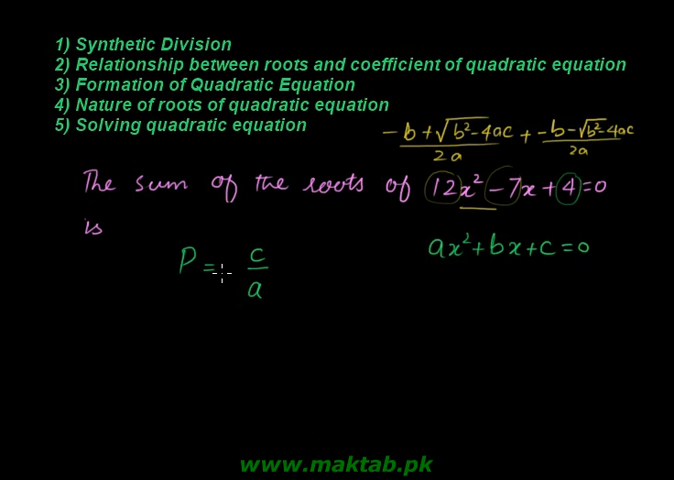 1) Synthetic Division
2) Relationship between roots and coefficient of quadratic equation
3) Formation of Quadratic Equation
4) Nature of roots of quadratic equation
5) Solving quadratic equation
-b+√b²-4ac/2a + -b-√b²-4ac/2a
The sum of the roots of 12x²-7x+4=0
is
P = c/a
ax²+bx+c=0
www.maktab.pk